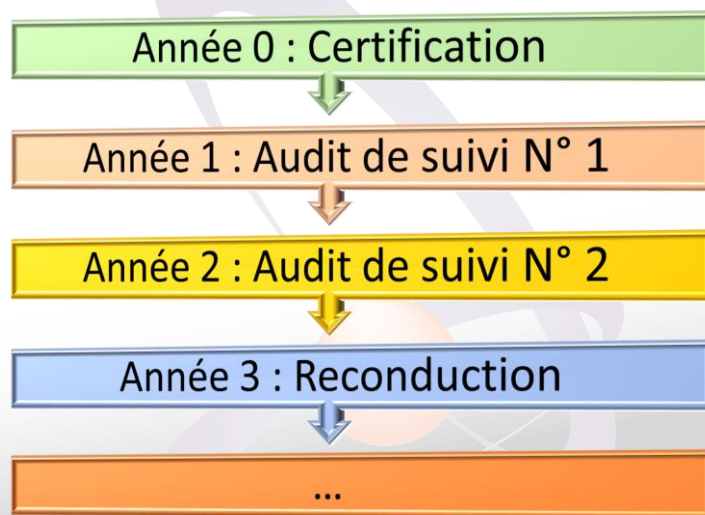 Année 0 : Certification
Année 1 : Audit de suivi N° 1
Année 2 : Audit de suivi N° 2
Année 3 : Reconduction
...